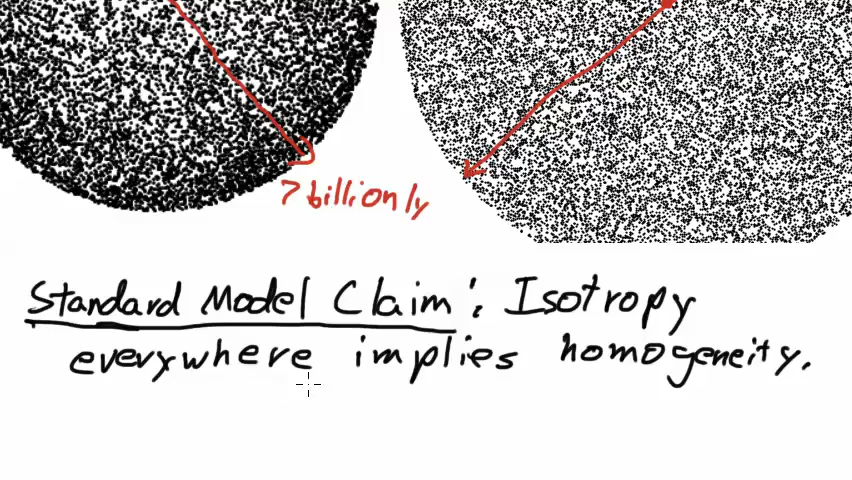 7 billion ly
Standard Model Claim: Isotropy
everywhere implies homogeneity.